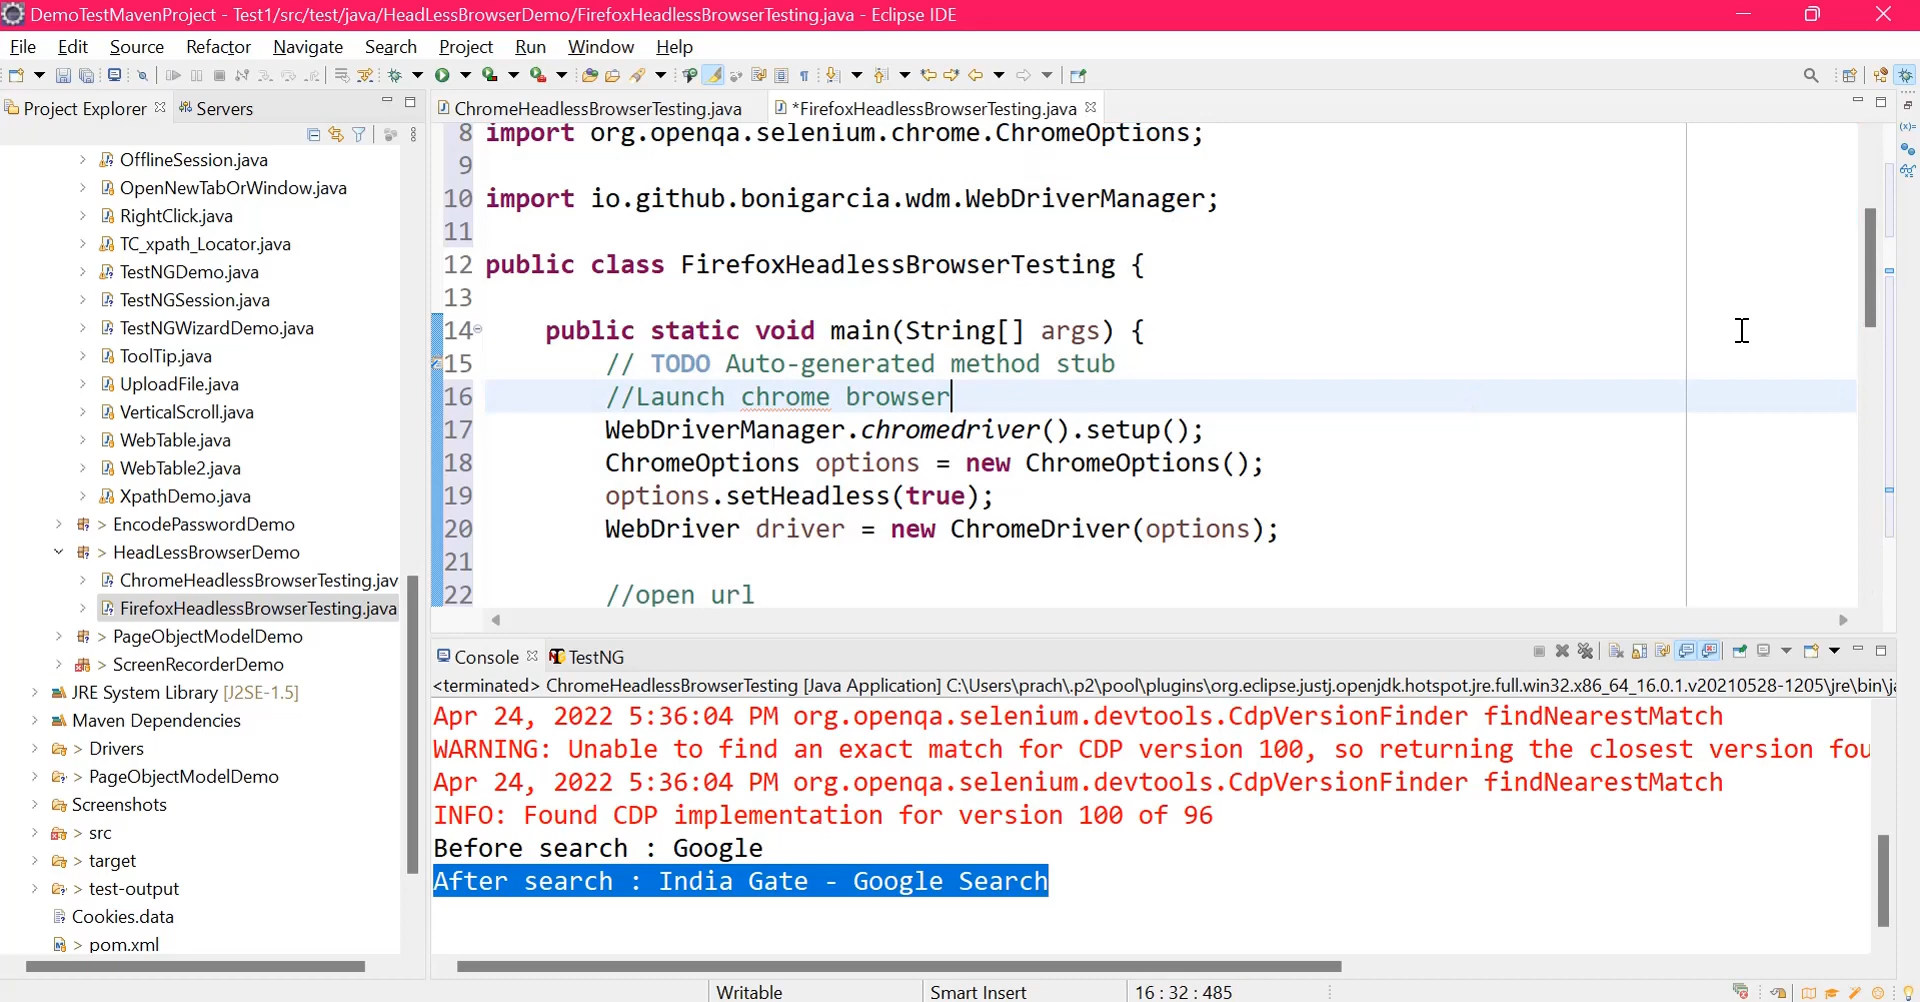 DemoTestMavenProject - Test1/src/test/java/HeadLessBrowserDemo/FirefoxHeadlessBrowserTesting.java - Eclipse IDE
File Edit Source Refactor Navigate Search Project Run Window Help
Project Explorer Servers
ChromeHeadlessBrowserTesting.java *FirefoxHeadlessBrowserTesting.java
OfflineSession.java
OpenNewTabOrWindow.java
RightClick.java
TC_xpath_Locator.java
TestNGDemo.java
TestNGSession.java
TestNGWizardDemo.java
ToolTip.java
UploadFile.java
VerticalScroll.java
WebTable.java
WebTable2.java
XpathDemo.java
> EncodePasswordDemo
> HeadLessBrowserDemo
ChromeHeadlessBrowserTesting.jav
FirefoxHeadlessBrowserTesting.java
> PageObjectModelDemo
> ScreenRecorderDemo
JRE System Library [J2SE-1.5]
Maven Dependencies
> Drivers
> PageObjectModelDemo
Screenshots
> src
> target
> test-output
Cookies.data
> pom.xml
8 import org.openqa.selenium.chrome.ChromeOptions;
9
10 import io.github.bonigarcia.wdm.WebDriverManager;
11
12 public class FirefoxHeadlessBrowserTesting {
13
14 public static void main(String[] args) {
15 // TODO Auto-generated method stub
16 //Launch chrome browser
17 WebDriverManager.chromedriver().setup();
18 ChromeOptions options = new ChromeOptions();
19 options.setHeadless(true);
20 WebDriver driver = new ChromeDriver(options);
21
22 //open url
Console TestNG
<terminated> ChromeHeadlessBrowserTesting [Java Application] C:\Users\prach\.p2\pool\plugins\org.eclipse.justj.openjdk.hotspot.jre.full.win32.x86_64_16.0.1.v20210528-1205\jre\bin\ja
Apr 24, 2022 5:36:04 PM org.openqa.selenium.devtools.CdpVersionFinder findNearestMatch
WARNING: Unable to find an exact match for CDP version 100, so returning the closest version fou
Apr 24, 2022 5:36:04 PM org.openqa.selenium.devtools.CdpVersionFinder findNearestMatch
INFO: Found CDP implementation for version 100 of 96
Before search : Google
After search : India Gate - Google Search
Writable Smart Insert 16 : 32 : 485